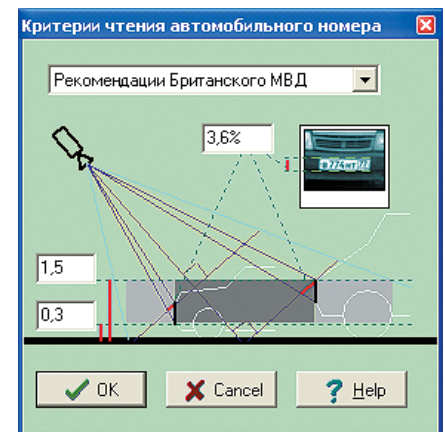 Критерии чтения автомобильного номера
Рекомендации Британского МВД
3,6%
1,5
0,3
OK
Cancel
Help